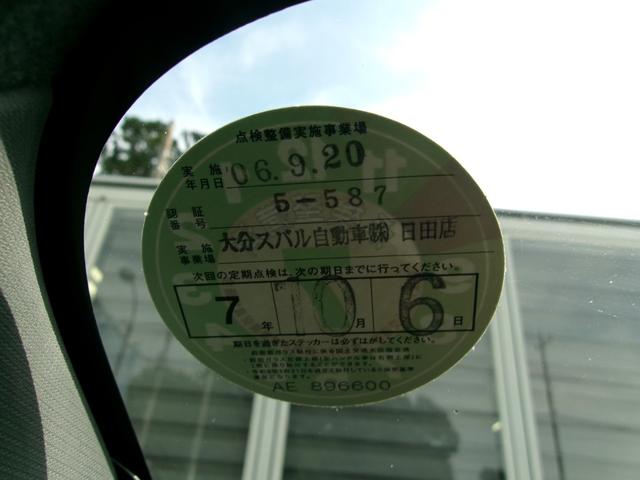 点検整備実施事業場
実施年月日 '06.9.20
認証番号 5-587
実施事業場 大分スバル自動車㈱ 日田店
次回の定期点検は、次の期日までに行ってください。
7年 10月 6日
期日を過ぎたステッカーは必ずはがしてください。
AE 896600